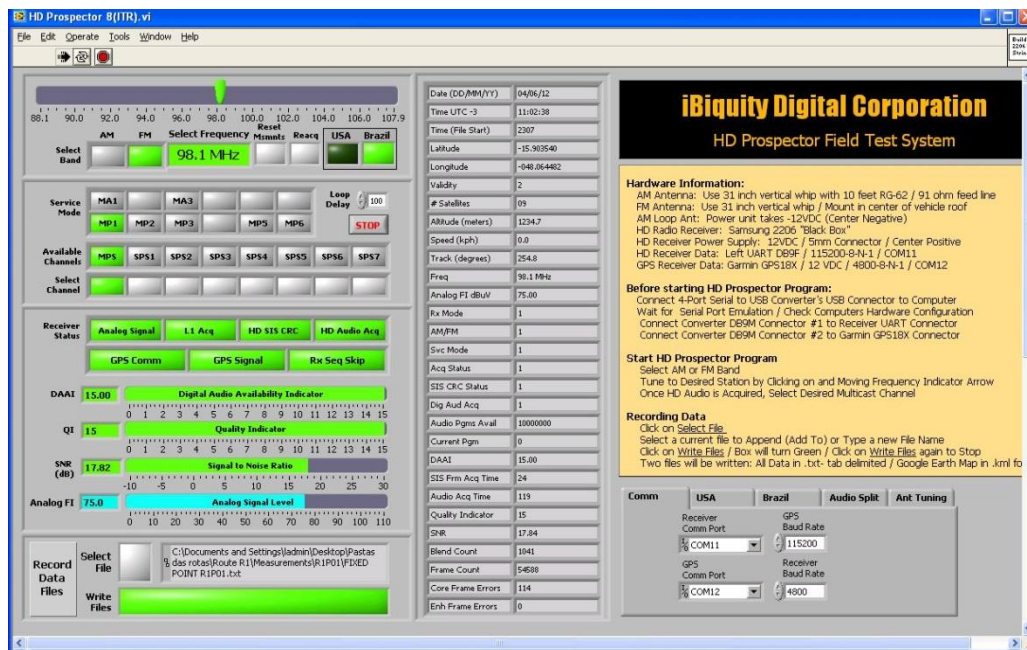 HD Prospector 8(ITR).vi
File Edit Operate Tools Window Help
88.1 90.0 92.0 94.0 96.0 98.0 100.0 102.0 104.0 106.0 107.9
Select Band
AM FM Select Frequency Reset Msmnts Reacq USA Brazil
98.1 MHz
Service Mode
MA1 MA3 Loop Delay 100
MP1 MP2 MP3 MP5 MP6 STOP
Available Channels
MPS SPS1 SPS2 SPS3 SPS4 SPS5 SPS6 SPS7
Select Channel
Receiver Status
Analog Signal L1 Acq HD SIS CRC HD Audio Acq
GPS Comm GPS Signal Rx Seq Skip
DAAI 15.00 Digital Audio Availability Indicator
0 1 2 3 4 5 6 7 8 9 10 11 12 13 14 15
QI 15 Quality Indicator
0 1 2 3 4 5 6 7 8 9 10 11 12 13 14 15
SNR (dB) 17.82 Signal to Noise Ratio
-10 -5 0 5 10 15 20 25 30
Analog FI 75.0 Analog Signal Level
0 10 20 30 40 50 60 70 80 90 100 110
Record Data Files
Select File
C:\Documents and Settings\ladmin\Desktop\Pastas
das rotas\Route R1\Measurements\R1P01\FIXED
POINT R1P01.txt
Write Files
Date (DD/MM/YY) 04/06/12
Time UTC -3 11:02:38
Time (File Start) 2307
Latitude -15.903540
Longitude -048.064482
Validity 2
# Satellites 09
Altitude (meters) 1234.7
Speed (kph) 0.0
Track (degrees) 254.8
Freq 98.1 MHz
Analog FI dBuV 75.00
Rx Mode 1
AM/FM 1
Svc Mode 1
Acq Status 1
SIS CRC Status 1
Dig Aud Acq 1
Audio Pgms Avail 10000000
Current Pgm 0
DAAI 15.00
SIS Frm Acq Time 24
Audio Acq Time 119
Quality Indicator 15
SNR 17.84
Blend Count 1041
Frame Count 54588
Core Frame Errors 114
Enh Frame Errors 0
iBiquity Digital Corporation
HD Prospector Field Test System
Hardware Information:
AM Antenna: Use 31 inch vertical whip with 10 feet RG-62 / 91 ohm feed line
FM Antenna: Use 31 inch vertical whip / Mount in center of vehicle roof
AM Loop Ant: Power unit takes -12VDC (Center Negative)
HD Radio Receiver: Samsung 2206 "Black Box"
HD Receiver Power Supply: 12VDC / 5mm Connector / Center Positive
HD Receiver Data: Left UART DB9F / 115200-8-N-1 / COM11
GPS Receiver Data: Garmin GPS18X / 12 VDC / 4800-8-N-1 / COM12
Before starting HD Prospector Program:
Connect 4-Port Serial to USB Converter's USB Connector to Computer
Wait for Serial Port Emulation / Check Computers Hardware Configuration
Connect Converter DB9M Connector #1 to Receiver UART Connector
Connect Converter DB9M Connector #2 to Garmin GPS18X Connector
Start HD Prospector Program
Select AM or FM Band
Tune to Desired Station by Clicking on and Moving Frequency Indicator Arrow
Once HD Audio is Acquired, Select Desired Multicast Channel
Recording Data
Click on Select File
Select a current file to Append (Add To) or Type a new File Name
Click on Write Files / Box will turn Green / Click on Write Files again to Stop
Two files will be written: All Data in .txt- tab delimited / Google Earth Map in .kml fo
Comm USA Brazil Audio Split Ant Tuning
Receiver Comm Port GPS Baud Rate
COM11 115200
GPS Comm Port Receiver Baud Rate
COM12 4800